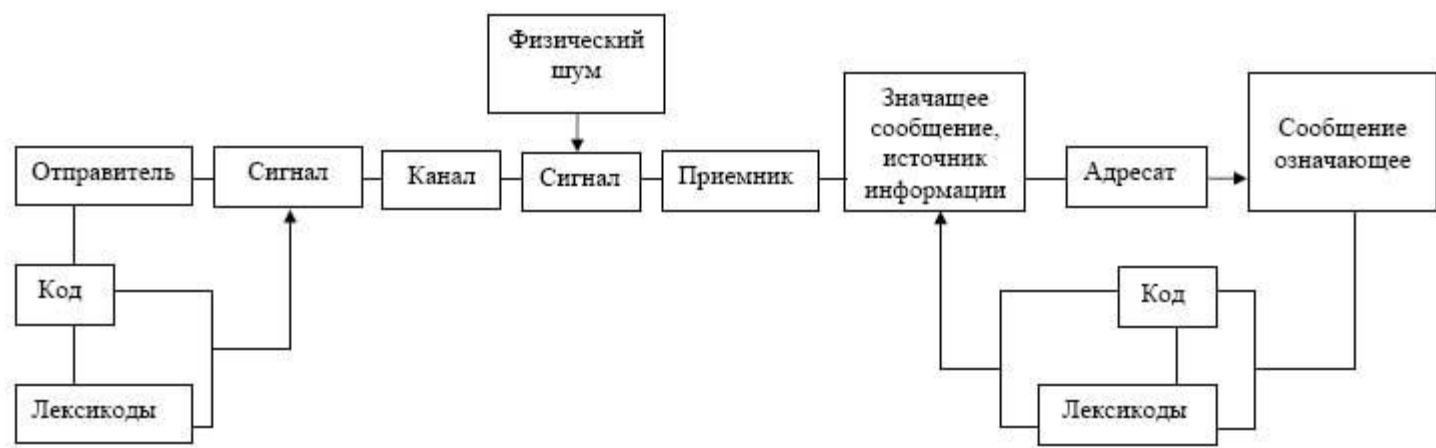 Физический
шум
Значащее
сообщение,
источник
информации
Сообщение
означающее
Отправитель
Сигнал
Канал
Сигнал
Приемник
Адресат
Код
Лексикоды
Код
Лексикоды